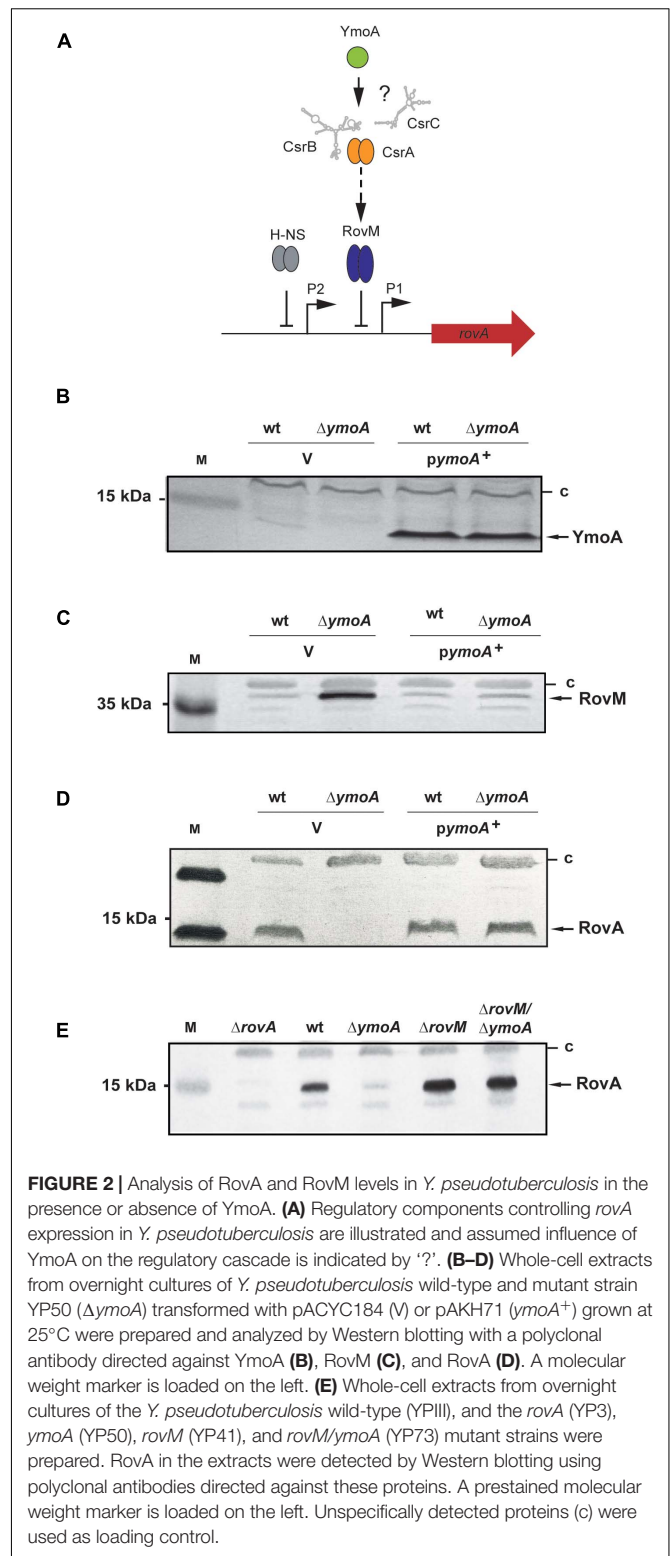 A
YmoA
?
CsrC
CsrB
CsrA
H-NS
RovM
P2
P1
rovA
B
wt ΔymoA wt ΔymoA
M V pymoA+
15 kDa
c
YmoA
C
wt ΔymoA wt ΔymoA
V pymoA+
M
c
35 kDa
RovM
D
wt ΔymoA wt ΔymoA
M V pymoA+
c
15 kDa
RovA
E
M ΔrovA wt ΔymoA ΔrovM ΔrovM/ΔymoA
c
15 kDa
RovA
FIGURE 2 | Analysis of RovA and RovM levels in Y. pseudotuberculosis in the
presence or absence of YmoA. (A) Regulatory components controlling rovA
expression in Y. pseudotuberculosis are illustrated and assumed influence of
YmoA on the regulatory cascade is indicated by '?'. (B–D) Whole-cell extracts
from overnight cultures of Y. pseudotuberculosis wild-type and mutant strain
YP50 (ΔymoA) transformed with pACYC184 (V) or pAKH71 (ymoA+) grown at
25°C were prepared and analyzed by Western blotting with a polyclonal
antibody directed against YmoA (B), RovM (C), and RovA (D). A molecular
weight marker is loaded on the left. (E) Whole-cell extracts from overnight
cultures of the Y. pseudotuberculosis wild-type (YPIII), and the rovA (YP3),
ymoA (YP50), rovM (YP41), and rovM/ymoA (YP73) mutant strains were
prepared. RovA in the extracts were detected by Western blotting using
polyclonal antibodies directed against these proteins. A prestained molecular
weight marker is loaded on the left. Unspecifically detected proteins (c) were
used as loading control.